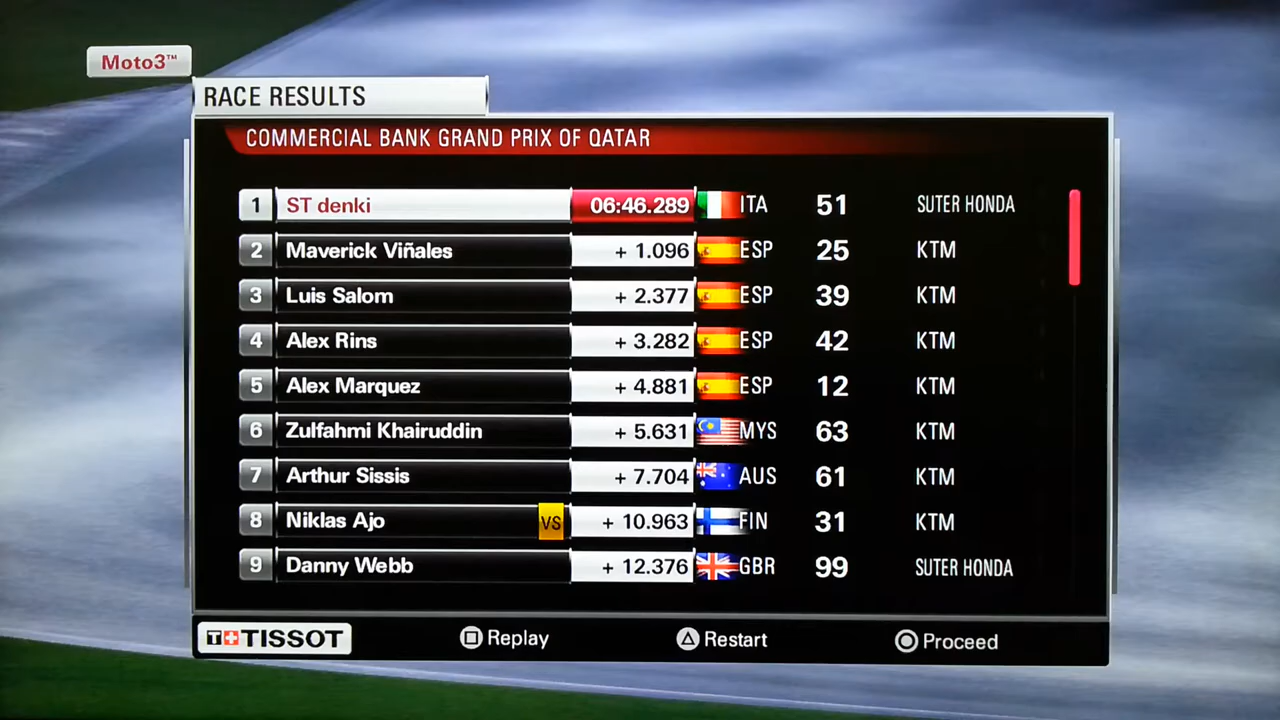 Moto3™
RACE RESULTS
COMMERCIAL BANK GRAND PRIX OF QATAR
1 ST denki 06:46.289 ITA 51 SUTER HONDA
2 Maverick Viñales + 1.096 ESP 25 KTM
3 Luis Salom + 2.377 ESP 39 KTM
4 Alex Rins + 3.282 ESP 42 KTM
5 Alex Marquez + 4.881 ESP 12 KTM
6 Zulfahmi Khairuddin + 5.631 MYS 63 KTM
7 Arthur Sissis + 7.704 AUS 61 KTM
8 Niklas Ajo VS + 10.963 FIN 31 KTM
9 Danny Webb + 12.376 GBR 99 SUTER HONDA
T+TISSOT Replay Restart Proceed